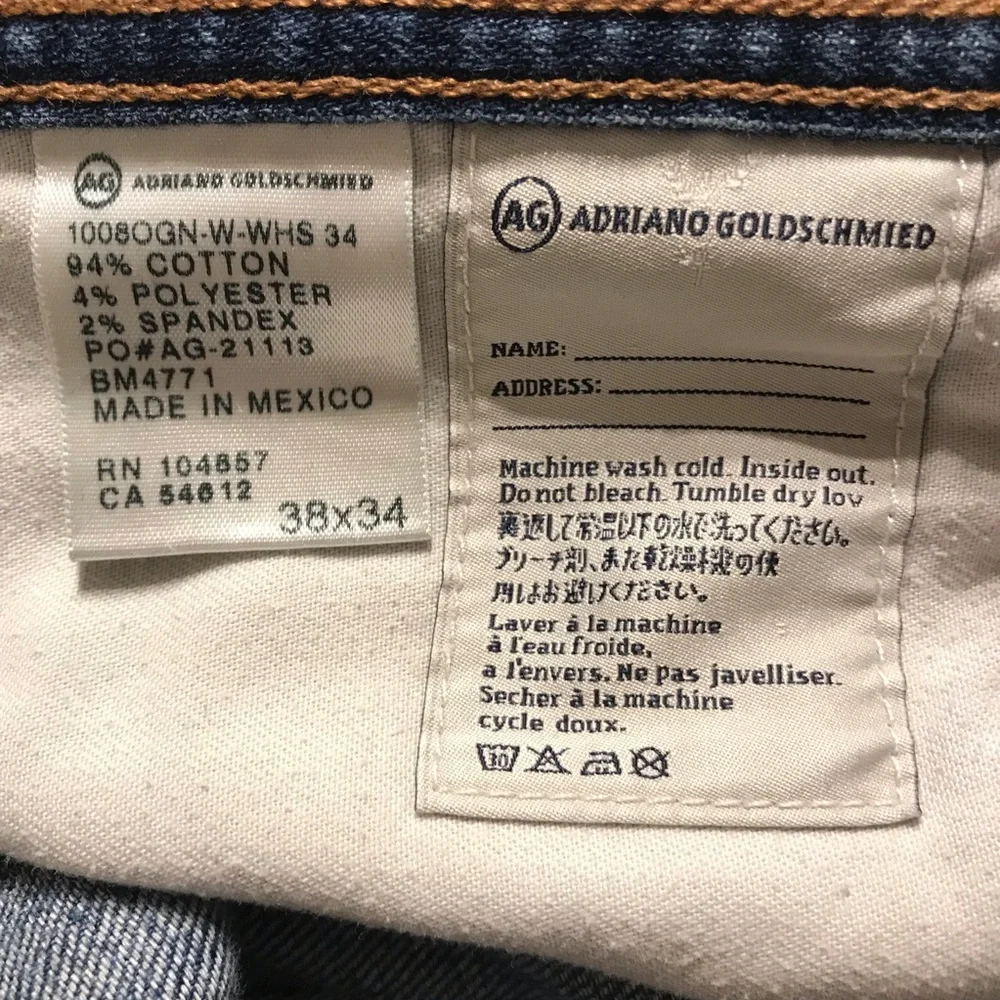 AG ADRIANO GOLDSCHMIED
1008OGN-W-WHS 34
94% COTTON
4% POLYESTER
2% SPANDEX
PO#AG-21113
BM4771
MADE IN MEXICO
RN 104857
CA 54612
38x34
AG ADRIANO GOLDSCHMIED
NAME:
ADDRESS:
Machine wash cold. Inside out.
Do not bleach. Tumble dry low
裏返して常温以下の水で洗ってください。
ブリーチ剤、また乾燥機の使
用はお避けください。
Laver à la machine
à l'eau froide,
a l'envers. Ne pas javelliser.
Secher à la machine
cycle doux.
30